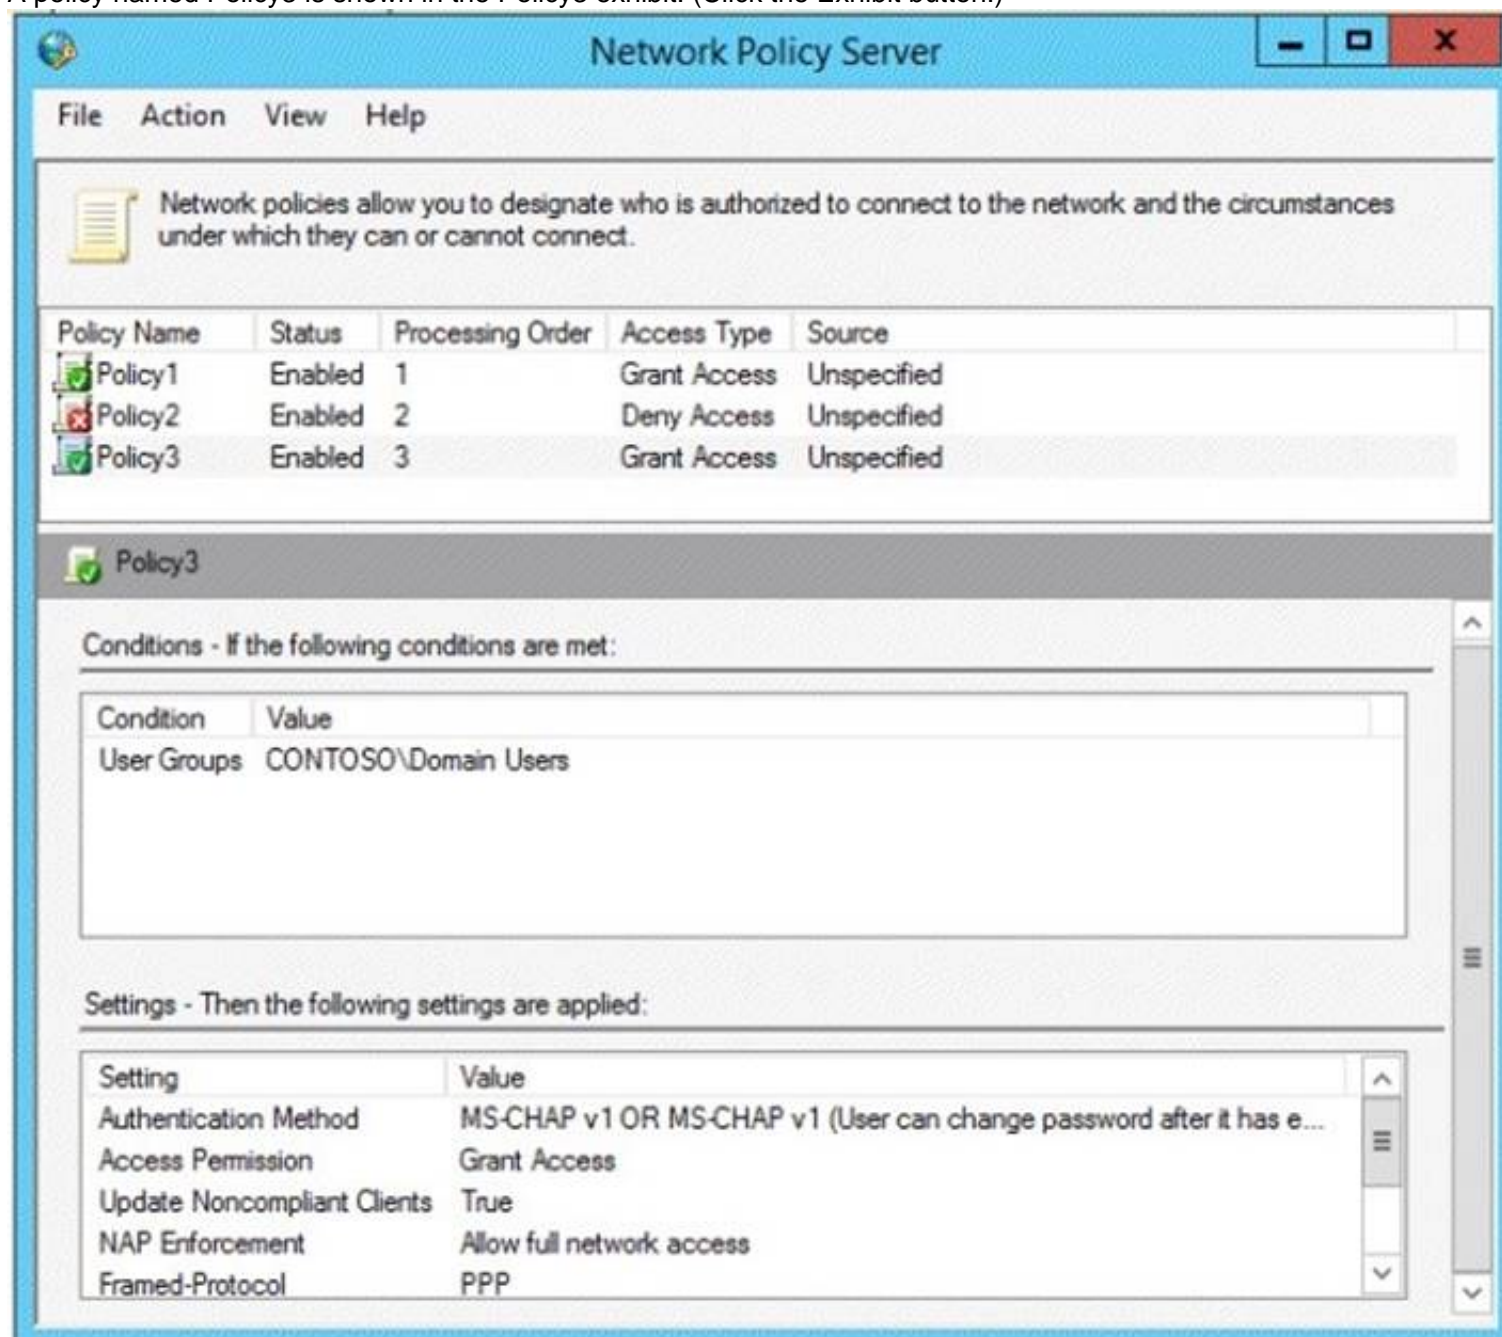 Network Policy Server
File Action View Help
Network policies allow you to designate who is authorized to connect to the network and the circumstances
under which they can or cannot connect.
Policy Name Status Processing Order Access Type Source
Policy1 Enabled 1 Grant Access Unspecified
Policy2 Enabled 2 Deny Access Unspecified
Policy3 Enabled 3 Grant Access Unspecified
Policy3
Conditions - If the following conditions are met:
Condition Value
User Groups CONTOSO\Domain Users
Settings - Then the following settings are applied:
Setting Value
Authentication Method MS-CHAP v1 OR MS-CHAP v1 (User can change password after it has e...
Access Permission Grant Access
Update Noncompliant Clients True
NAP Enforcement Allow full network access
Framed-Protocol PPP